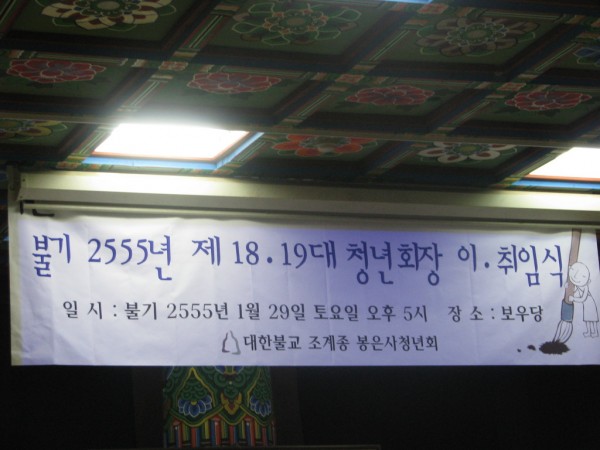 불기 2555년 제 18.19대 청년회장 이.취임식
일 시 : 불기 2555년 1월 29일 토요일 오후 5시 장 소 : 보우당
대한불교 조계종 봉은사청년회